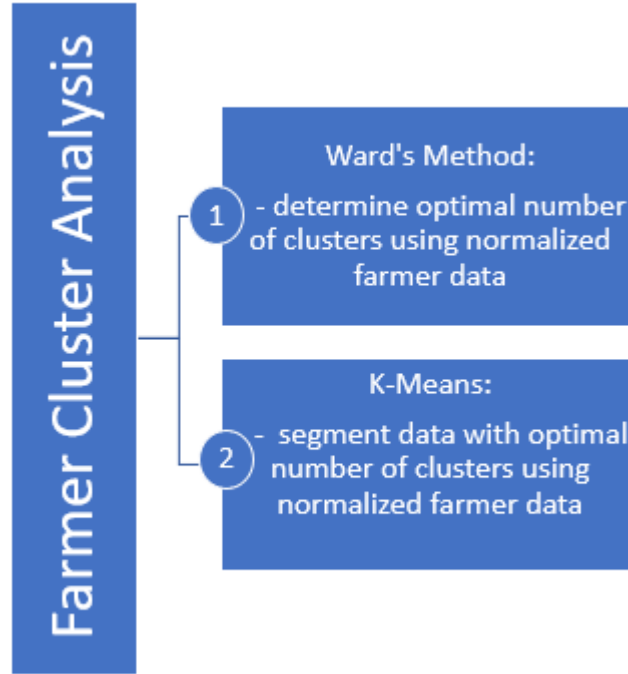 Farmer Cluster Analysis
1
Ward's Method:
- determine optimal number
of clusters using normalized
farmer data
2
K-Means:
- segment data with optimal
number of clusters using
normalized farmer data